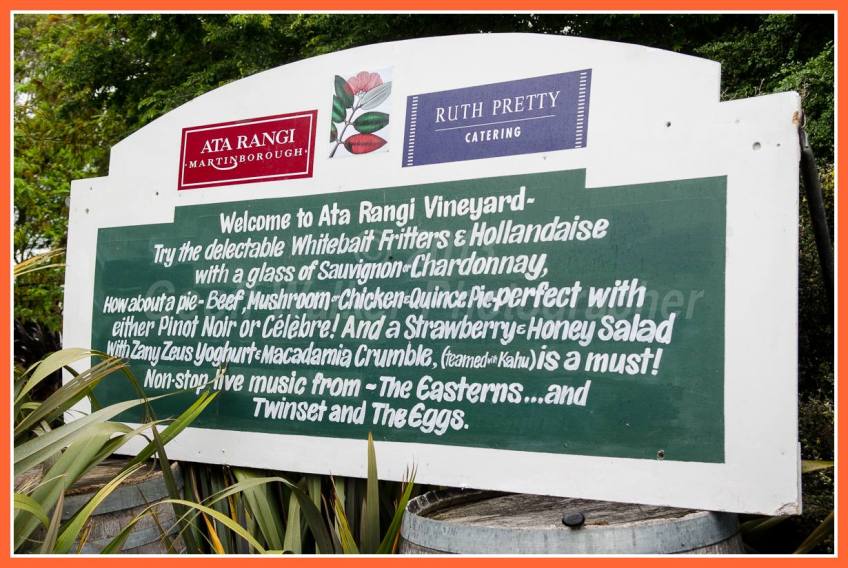 ATA RANGI
·MARTINBOROUGH·
RUTH PRETTY
CATERING
Welcome to Ata Rangi Vineyard-
Try the delectable Whitebait Fritters & Hollandaise
with a glass of Sauvignon or Chardonnay,
How about a pie - Beef, Mushroom or Chicken & Quince Pie-perfect with
either Pinot Noir or Célèbre! And a Strawberry & Honey Salad
With Zany Zeus Yoghurt & Macadamia Crumble, (teamed with Kahu) is a must!
Non-stop live music from - The Easterns...and
Twinset and The Eggs.